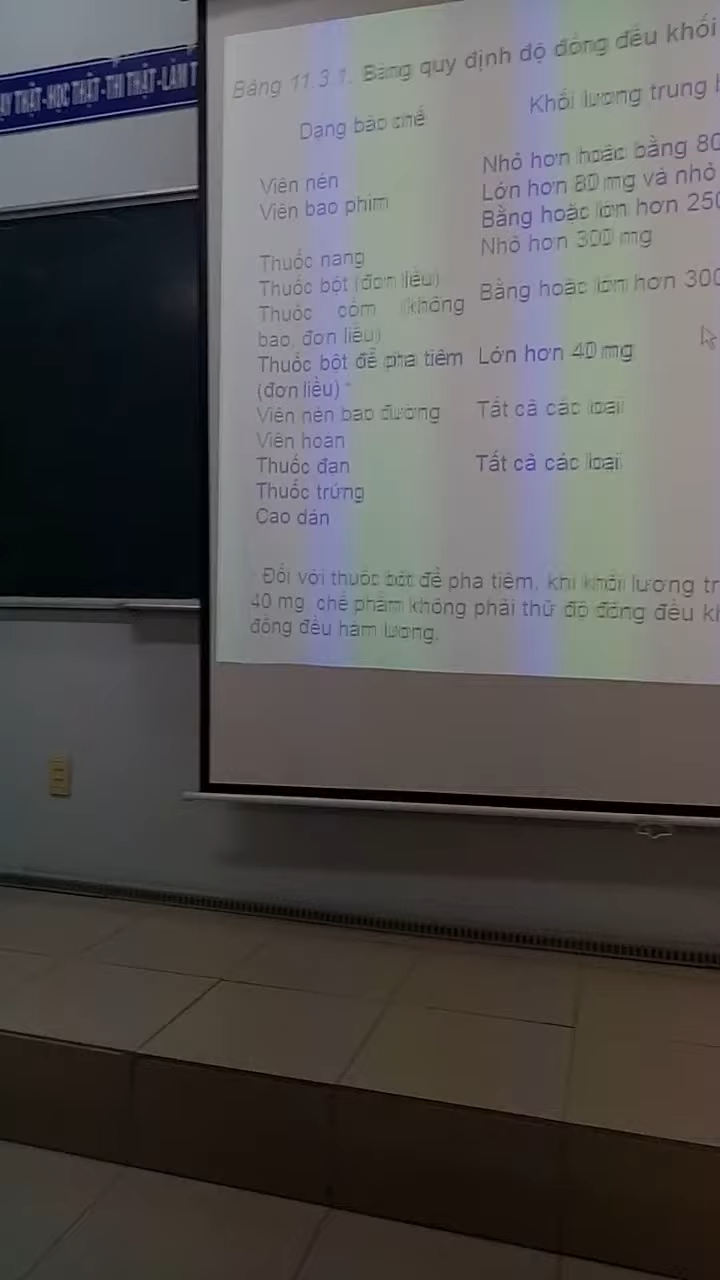 ẠY THẬT-HỌC THẬT-THI THẬT-LÀM T
Bảng 11.3.1. Bảng quy định độ đồng đều khối
Dạng bào chế
Khối lượng trung
Viên nén
Viên bao phim
Nhỏ hơn hoặc bằng 80
Lớn hơn 80 mg và nhỏ
Bằng hoặc lớn hơn 250
Thuốc nang
Thuốc bột (đơn liều)
Thuốc cốm (không
bao, đơn liều)
Nhỏ hơn 300 mg
Bằng hoặc lớn hơn 300
Thuốc bột để pha tiêm
(đơn liều) *
Lớn hơn 40 mg
Viên nén bao đường
Viên hoàn
Tất cả các loại
Thuốc đạn
Thuốc trứng
Cao dán
Tất cả các loại
Đối với thuốc bột để pha tiêm, khi khối lượng tr
40 mg, chế phẩm không phải thử độ đồng đều k
đồng đều hàm lượng.